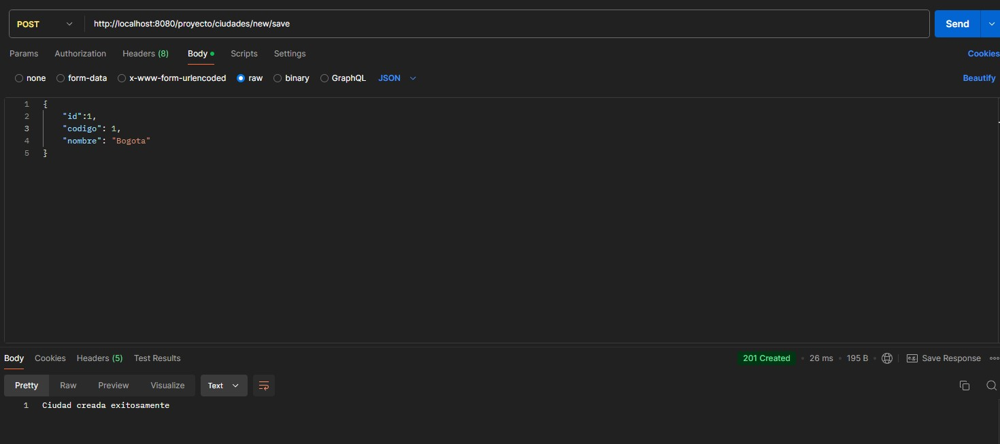 POST http://localhost:8080/proyecto/ciudades/new/save Send
Params Authorization Headers (8) Body Scripts Settings Cookies
none form-data x-www-form-urlencoded raw binary GraphQL JSON Beautify
1 {
2 "id":1,
3 "codigo": 1,
4 "nombre": "Bogota"
5 }
Body Cookies Headers (5) Test Results 201 Created 26 ms 195 B e.g. Save Response
Pretty Raw Preview Visualize Text
1 Ciudad creada exitosamente